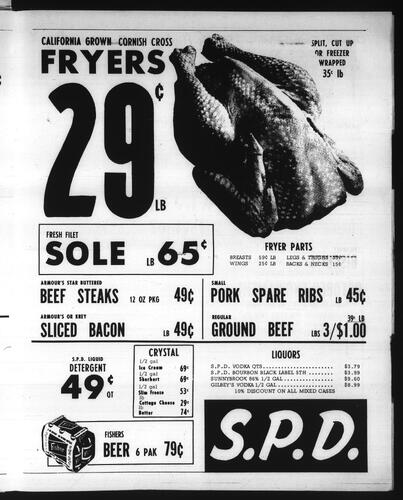 CALIFORNIA GROWN CORNISH CROSS
FRYERS
29¢ LB
SPLIT, CUT UP
OR FREEZER
WRAPPED
35¢ lb
FRESH FILET
SOLE LB 65¢
FRYER PARTS
BREASTS 59¢ LB LEGS & THIGHS
WINGS 25¢ LB BACKS & NECKS 15¢
ARMOUR'S STAR BUTTERED
BEEF STEAKS 12 OZ PKG 49¢
SMALL
PORK SPARE RIBS LB 45¢
ARMOUR'S OR KREY
SLICED BACON LB 49¢
REGULAR 39¢ LB
GROUND BEEF LBS 3/$1.00
S.P.D. LIQUID
DETERGENT
49¢ QT
CRYSTAL
1/2 gal
Ice Cream 69¢
1/2 gal
Sherbert 69¢
1/2 gal
Slim Freeze 53¢
lb
Cottage Cheese 29¢
lb
Butter 74¢
LIQUORS
S.P.D. VODKA QTS. $3.79
S.P.D. BOURBON BLACK LABEL 5TH $3.99
SUNNYBROOK 86% 1/2 GAL. $9.60
GILBEY'S VODKA 1/2 GAL. $8.99
10% DISCOUNT ON ALL MIXED CASES
FISHERS
BEER 6 PAK 79¢
S.P.D.